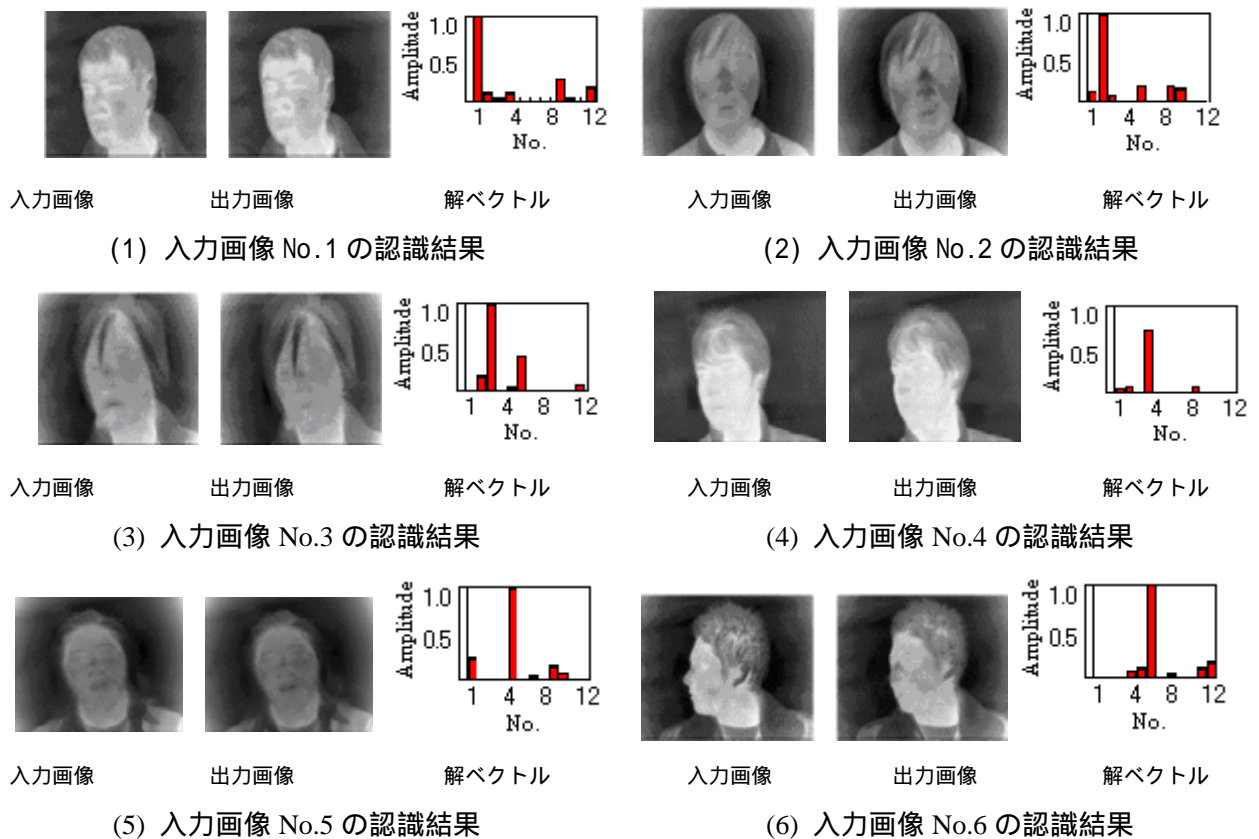 Amplitude
1.0
0.5
1 4 8 12
No.
Amplitude
1.0
0.5
1 4 8 12
No.
入力画像 出力画像 解ベクトル
入力画像 出力画像 解ベクトル
(1) 入力画像 No.1 の認識結果
(2) 入力画像 No.2 の認識結果
Amplitude
1.0
0.5
1 4 8 12
No.
Amplitude
1.0
0.5
1 4 8 12
No.
入力画像 出力画像 解ベクトル
入力画像 出力画像 解ベクトル
(3) 入力画像 No.3 の認識結果
(4) 入力画像 No.4 の認識結果
Amplitude
1.0
0.5
1 4 8 12
No.
Amplitude
1.0
0.5
1 4 8 12
No.
入力画像 出力画像 解ベクトル
入力画像 出力画像 解ベクトル
(5) 入力画像 No.5 の認識結果
(6) 入力画像 No.6 の認識結果